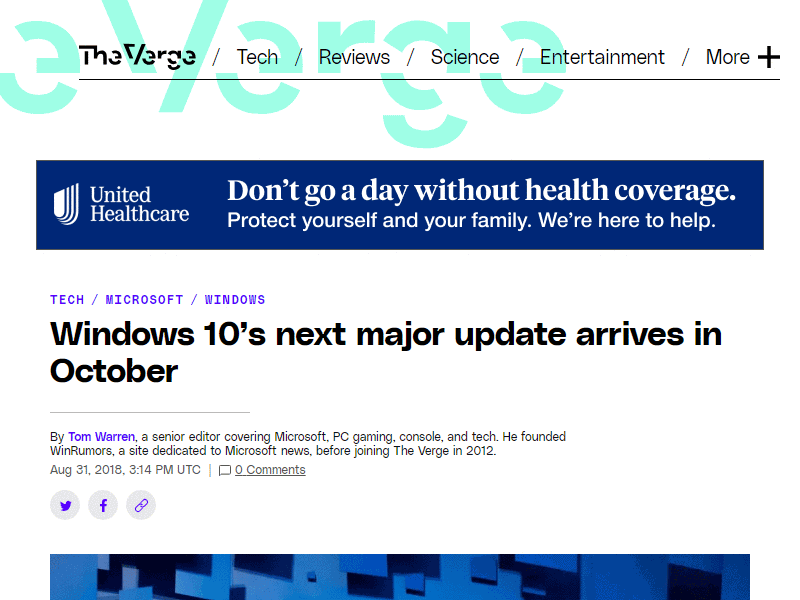 eVerge
The Verge / Tech / Reviews / Science / Entertainment / More +
United
Healthcare
Don't go a day without health coverage.
Protect yourself and your family. We're here to help.
TECH / MICROSOFT / WINDOWS
Windows 10's next major update arrives in
October
By Tom Warren, a senior editor covering Microsoft, PC gaming, console, and tech. He founded
WinRumors, a site dedicated to Microsoft news, before joining The Verge in 2012.
Aug 31, 2018, 3:14 PM UTC | 0 Comments